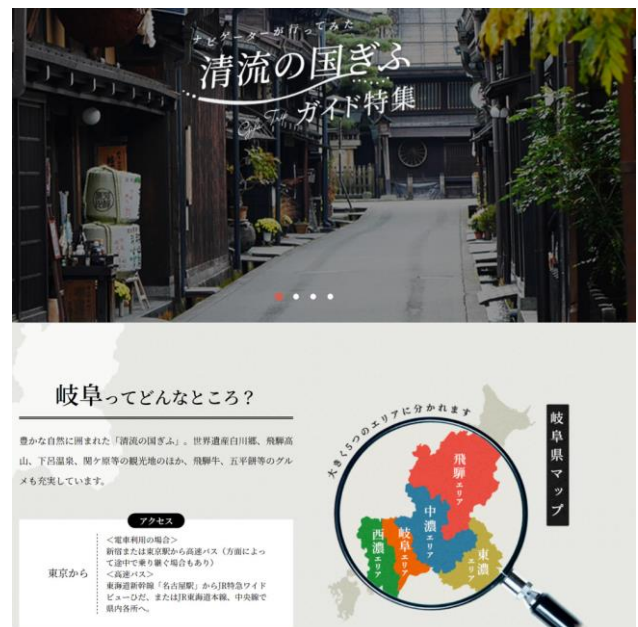 ナビゲーターが行ってみた
清流の国ぎふ
Gifu Trip
ガイド特集
岐阜ってどんなところ？
豊かな自然に囲まれた「清流の国ぎふ」。世界遺産白川郷、飛騨高
山、下呂温泉、関ケ原等の観光地のほか、飛騨牛、五平餅等のグル
メも充実しています。
アクセス
東京から
＜電車利用の場合＞
新宿または東京駅から高速バス（方面によっ
て途中で乗り継ぐ場合もあり）
＜高速バス＞
東海道新幹線「名古屋駅」からJR特急ワイド
ビューひだ、またはJR東海道本線、中央線で
県内各所へ。
大きく5つのエリアに分かれます
岐阜県マップ
飛騨エリア
中濃エリア
岐阜エリア
西濃エリア
東濃エリア